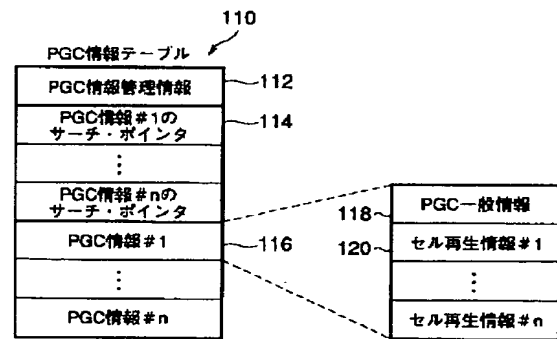 110
PGC情報テーブル
PGC情報管理情報
112
PGC情報#1の
サーチ・ポインタ
114
⋮
PGC情報#nの
サーチ・ポインタ
PGC情報#1
116
⋮
PGC情報#n
118
PGC一般情報
120
セル再生情報#1
⋮
セル再生情報#n